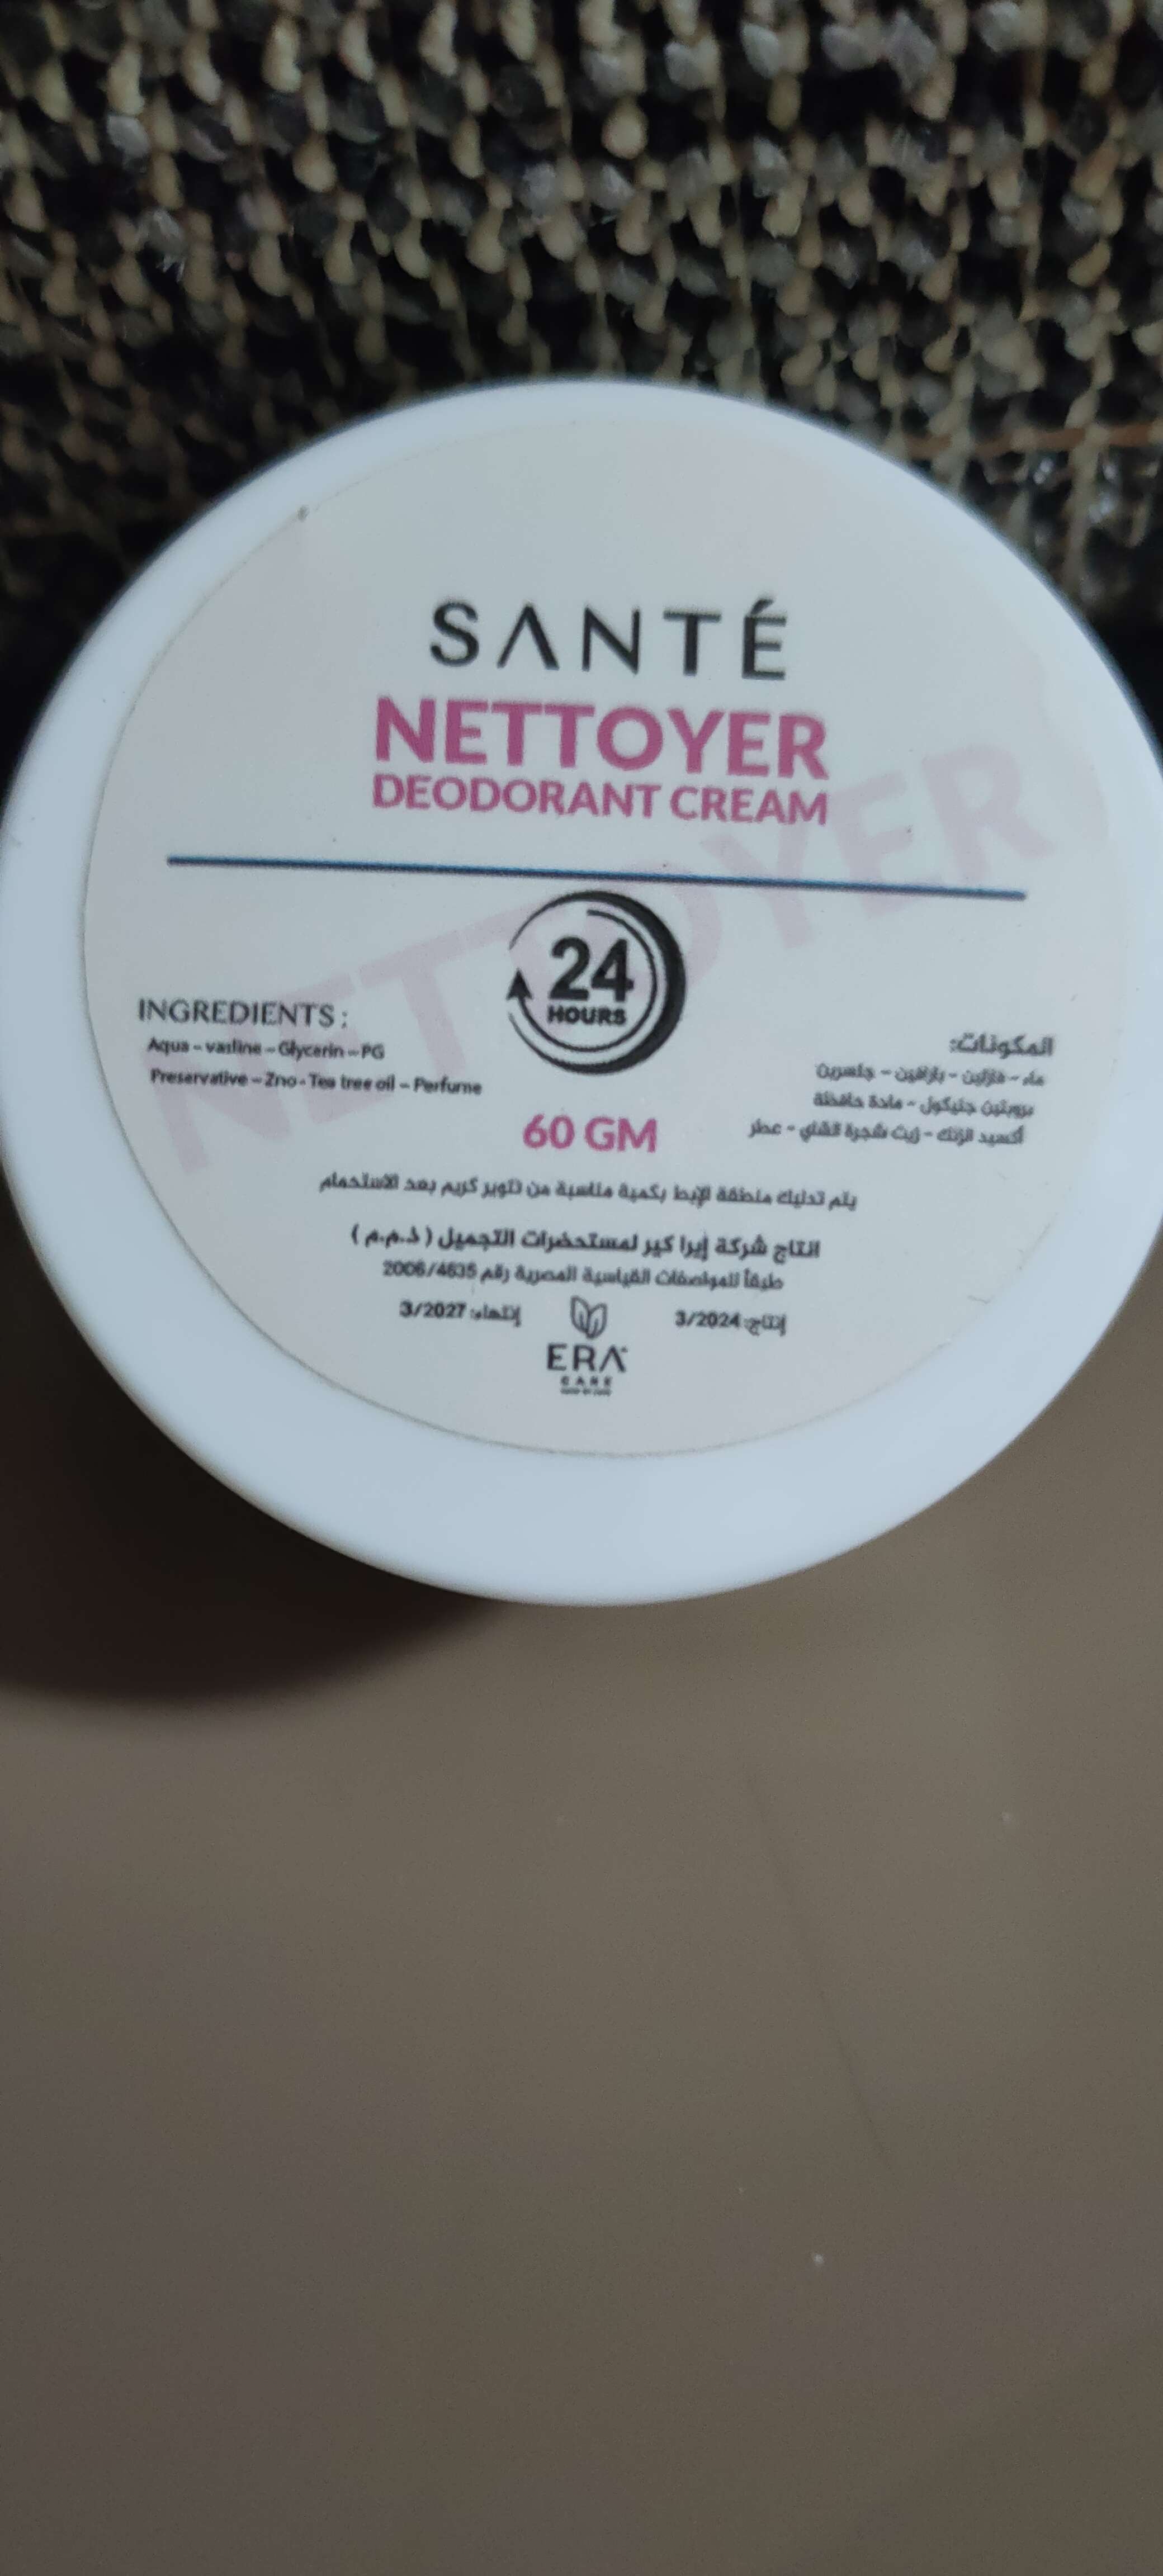 SANTÉ
NETTOYER
DEODORANT CREAM
NETTOYER
24
HOURS
INGREDIENTS :
Aqua - vasline - Glycerin - PG
Preservative - Zno - Tea tree oil - Perfume
المكونات:
ماء - فازلين - بارافين - جلسرين
بروبلين جليكول - مادة حافظة
أكسيد الزنك - زيت شجرة الشاي - عطر
60 GM
يتم تدليك منطقة الإبط بكمية مناسبة من نتوير كريم بعد الاستحمام
انتاج شركة إيرا كير لمستحضرات التجميل ( ذ.م.م )
طبقاً للمواصفات القياسية المصرية رقم 2006/4635
إنتاج: 3/2024
إنتهاء: 3/2027
ERA
CARE